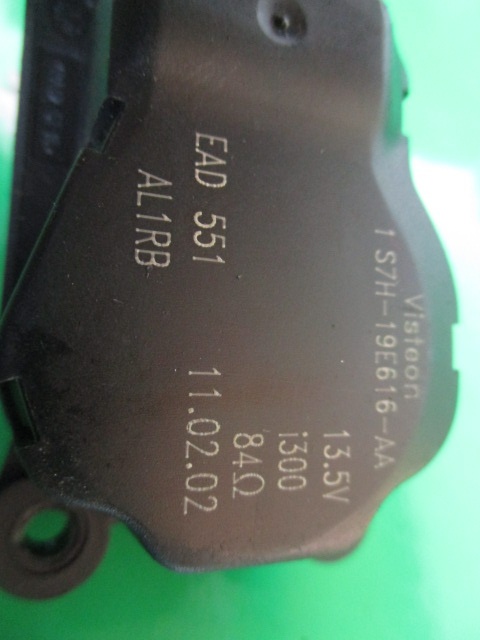 Visteon
1S7H-19E616-AA
13.5V
i300
84Ω
EAD 551 11.02.02
AL1RB